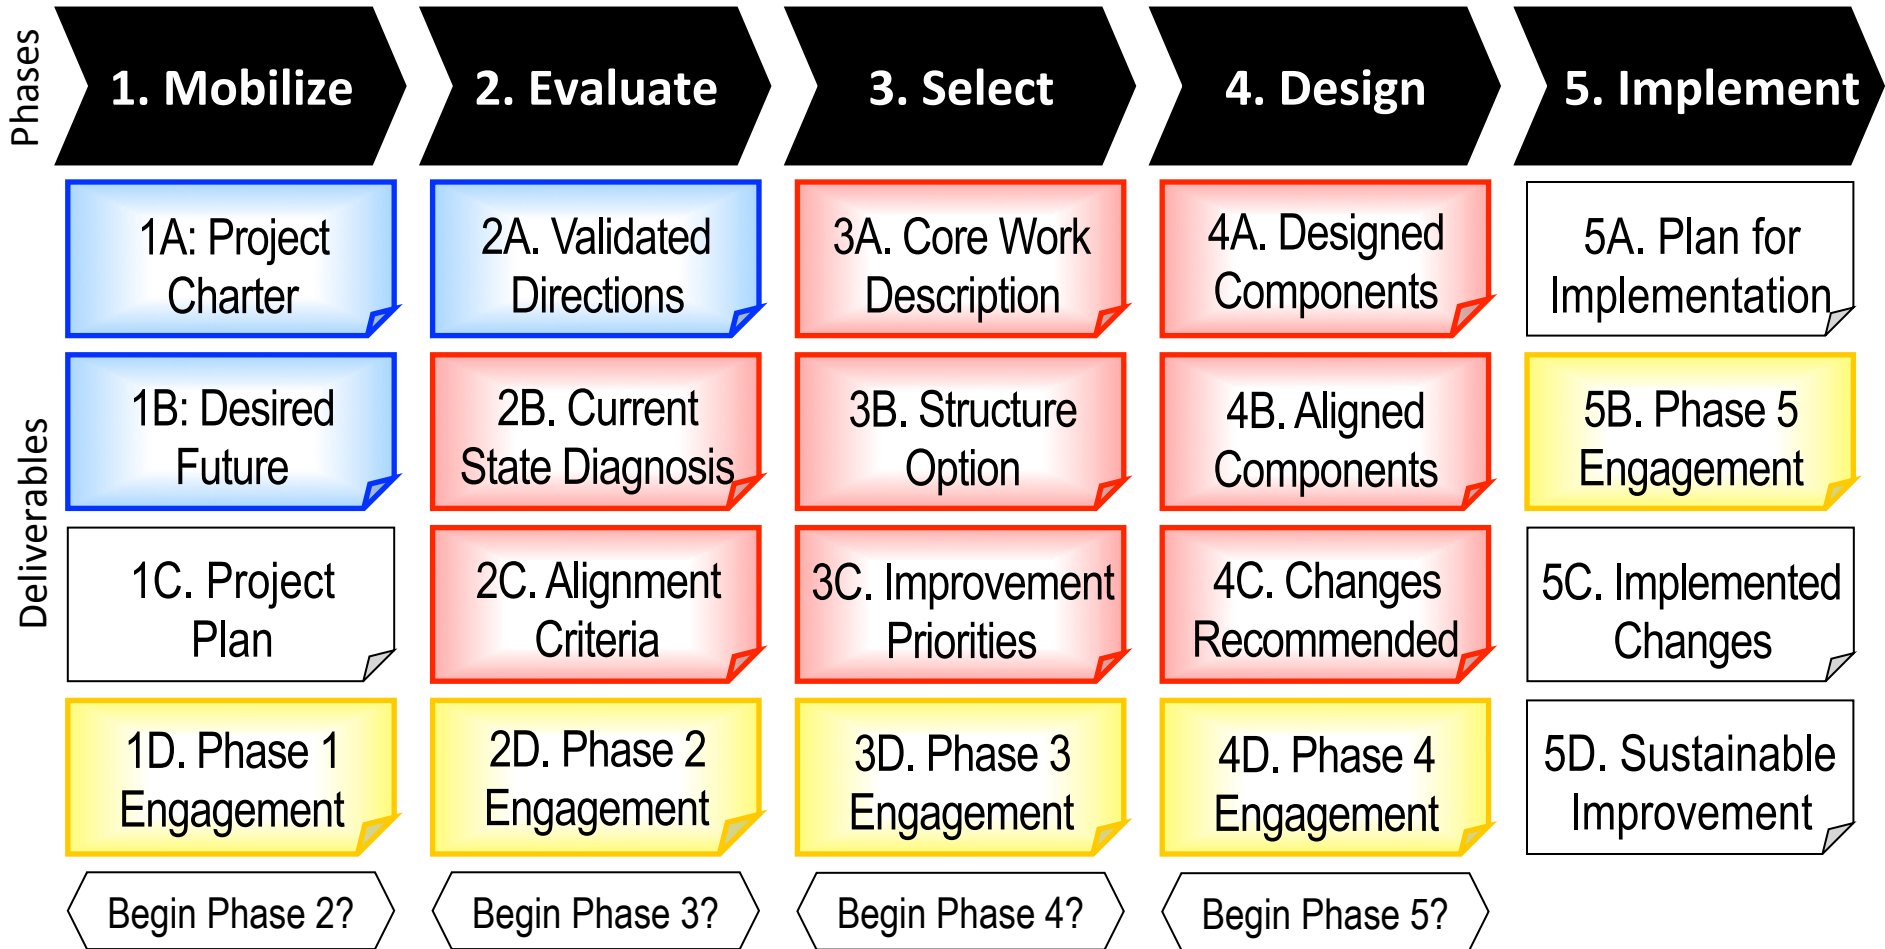 Phases
1. Mobilize
2. Evaluate
3. Select
4. Design
5. Implement
Deliverables
1A: Project
Charter
2A. Validated
Directions
3A. Core Work
Description
4A. Designed
Components
5A. Plan for
Implementation
1B: Desired
Future
2B. Current
State Diagnosis
3B. Structure
Option
4B. Aligned
Components
5B. Phase 5
Engagement
1C. Project
Plan
2C. Alignment
Criteria
3C. Improvement
Priorities
4C. Changes
Recommended
5C. Implemented
Changes
1D. Phase 1
Engagement
2D. Phase 2
Engagement
3D. Phase 3
Engagement
4D. Phase 4
Engagement
5D. Sustainable
Improvement
Begin Phase 2?
Begin Phase 3?
Begin Phase 4?
Begin Phase 5?